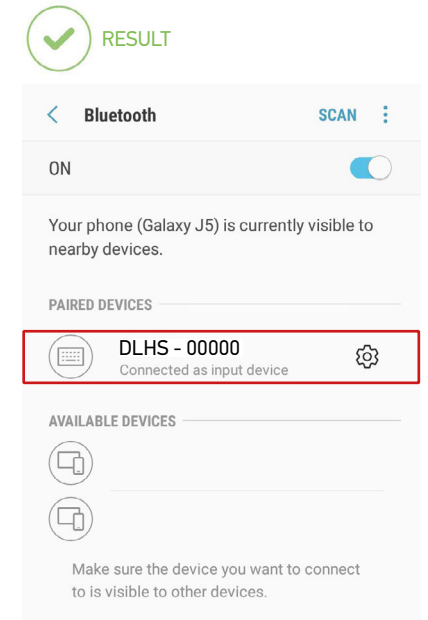 RESULT
Bluetooth SCAN
ON
Your phone (Galaxy J5) is currently visible to
nearby devices.
PAIRED DEVICES
DLHS - 00000
Connected as input device
AVAILABLE DEVICES
Make sure the device you want to connect
to is visible to other devices.